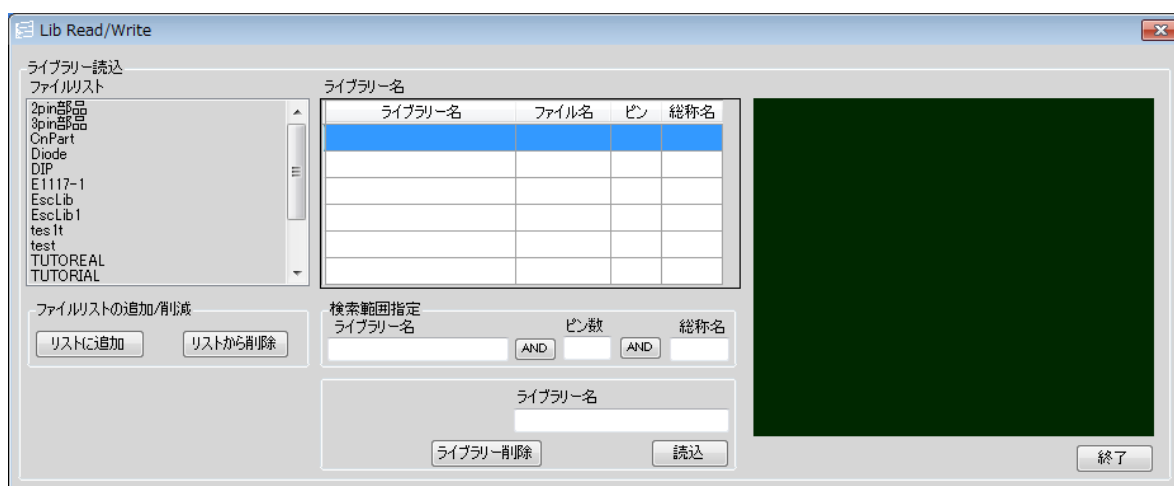 Lib Read/Write
ライブラリー読込
ファイルリスト
2pin部品
3pin部品
CnPart
Diode
DIP
E1117-1
EscLib
EscLib1
tes1t
test
TUTOREAL
TUTORIAL
ライブラリー名
ライブラリー名 ファイル名 ピン 総称名
ファイルリストの追加/削減
リストに追加 リストから削除
検索範囲指定
ライブラリー名 ピン数 総称名
AND AND
ライブラリー名
ライブラリー削除 読込
終了